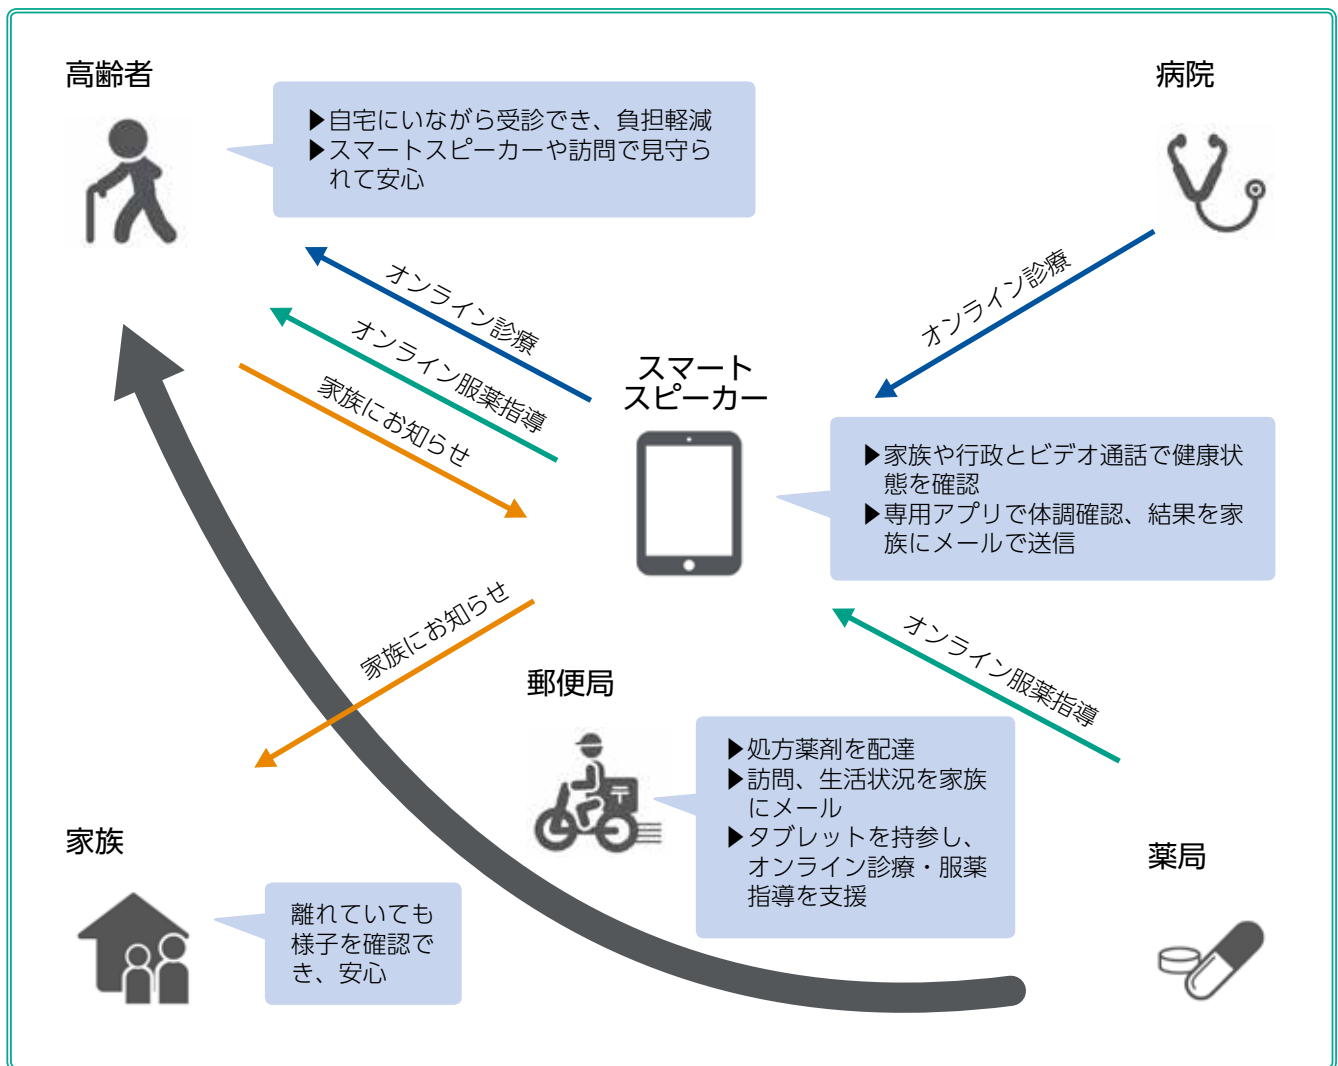 高齢者
▶自宅にいながら受診でき、負担軽減
▶スマートスピーカーや訪問で見守ら
れて安心
病院
オンライン診療
オンライン服薬指導
家族にお知らせ
オンライン診療
スマート
スピーカー
▶家族や行政とビデオ通話で健康状
態を確認
▶専用アプリで体調確認、結果を家
族にメールで送信
家族にお知らせ
オンライン服薬指導
郵便局
▶処方薬剤を配達
▶訪問、生活状況を家族
にメール
▶タブレットを持参し、
オンライン診療・服薬
指導を支援
家族
離れていても
様子を確認で
き、安心
薬局